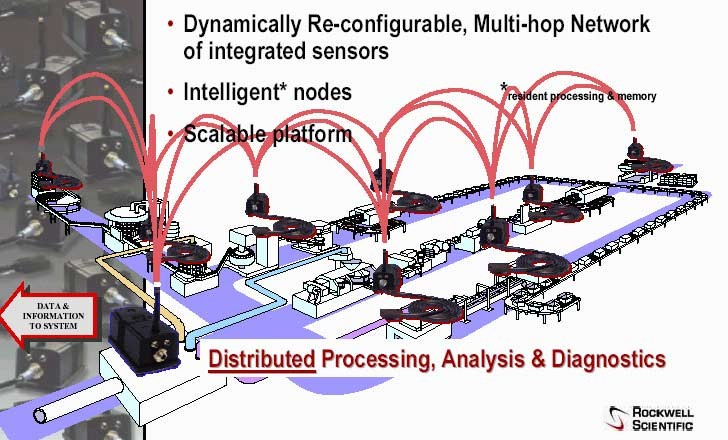 • Dynamically Re-configurable, Multi-hop Network
of integrated sensors
• Intelligent* nodes
*resident processing & memory
• Scalable platform
DATA &
INFORMATION
TO SYSTEM
Distributed Processing, Analysis & Diagnostics
ROCKWELL
SCIENTIFIC